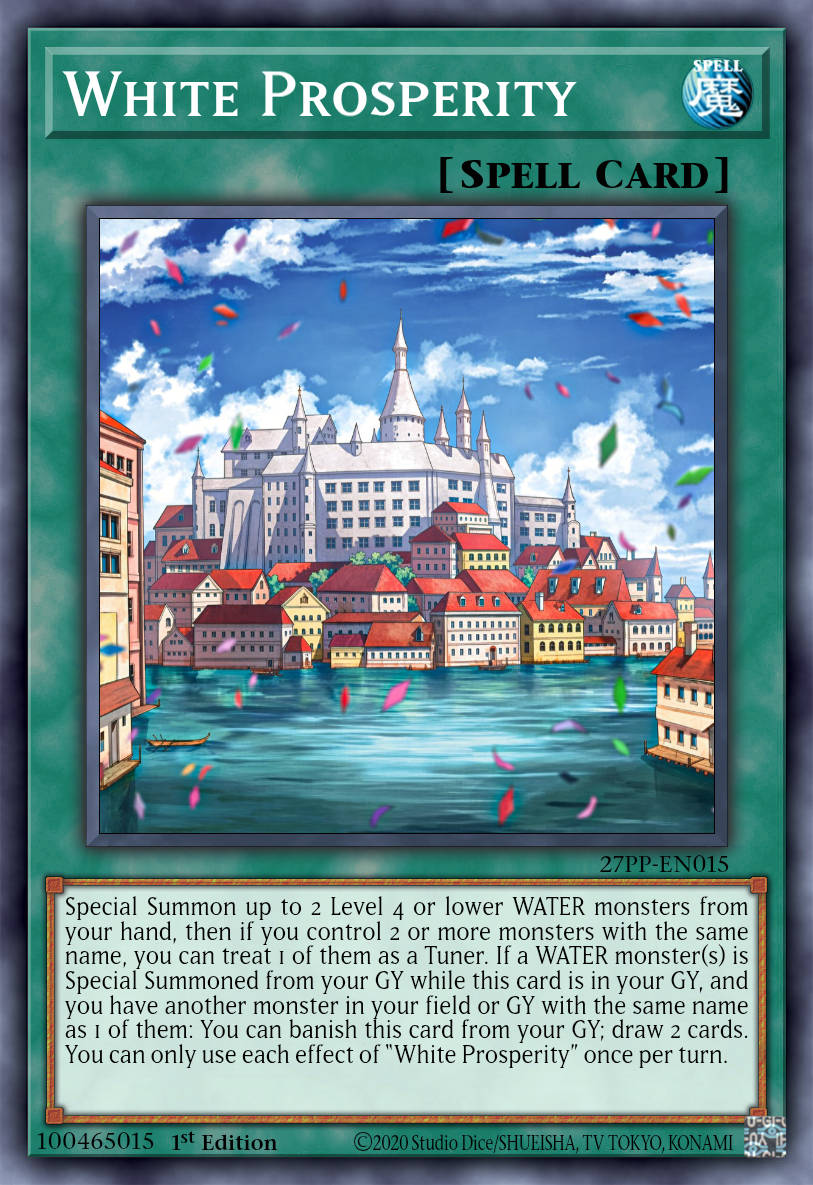 White Prosperity
SPELL
魔
[Spell Card]
27PP-EN015
Special Summon up to 2 Level 4 or lower WATER monsters from
your hand, then if you control 2 or more monsters with the same
name, you can treat 1 of them as a Tuner. If a WATER monster(s) is
Special Summoned from your GY while this card is in your GY, and
you have another monster in your field or GY with the same name
as 1 of them: You can banish this card from your GY; draw 2 cards.
You can only use each effect of "White Prosperity" once per turn.
100465015 1st Edition ©2020 Studio Dice/SHUEISHA, TV TOKYO, KONAMI